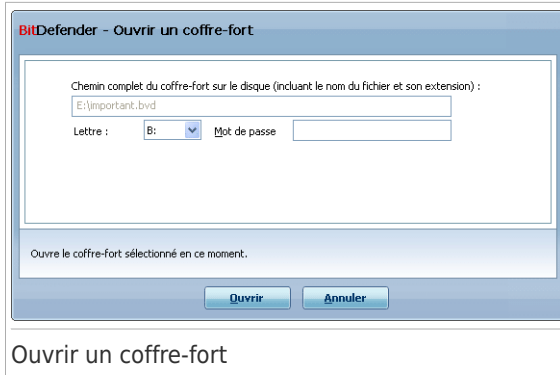 BitDefender - Ouvrir un coffre-fort
Chemin complet du coffre-fort sur le disque (incluant le nom du fichier et son extension) :
E:\important.bvd
Lettre : B: Mot de passe
Ouvre le coffre-fort sélectionné en ce moment.
Ouvrir Annuler
Ouvrir un coffre-fort